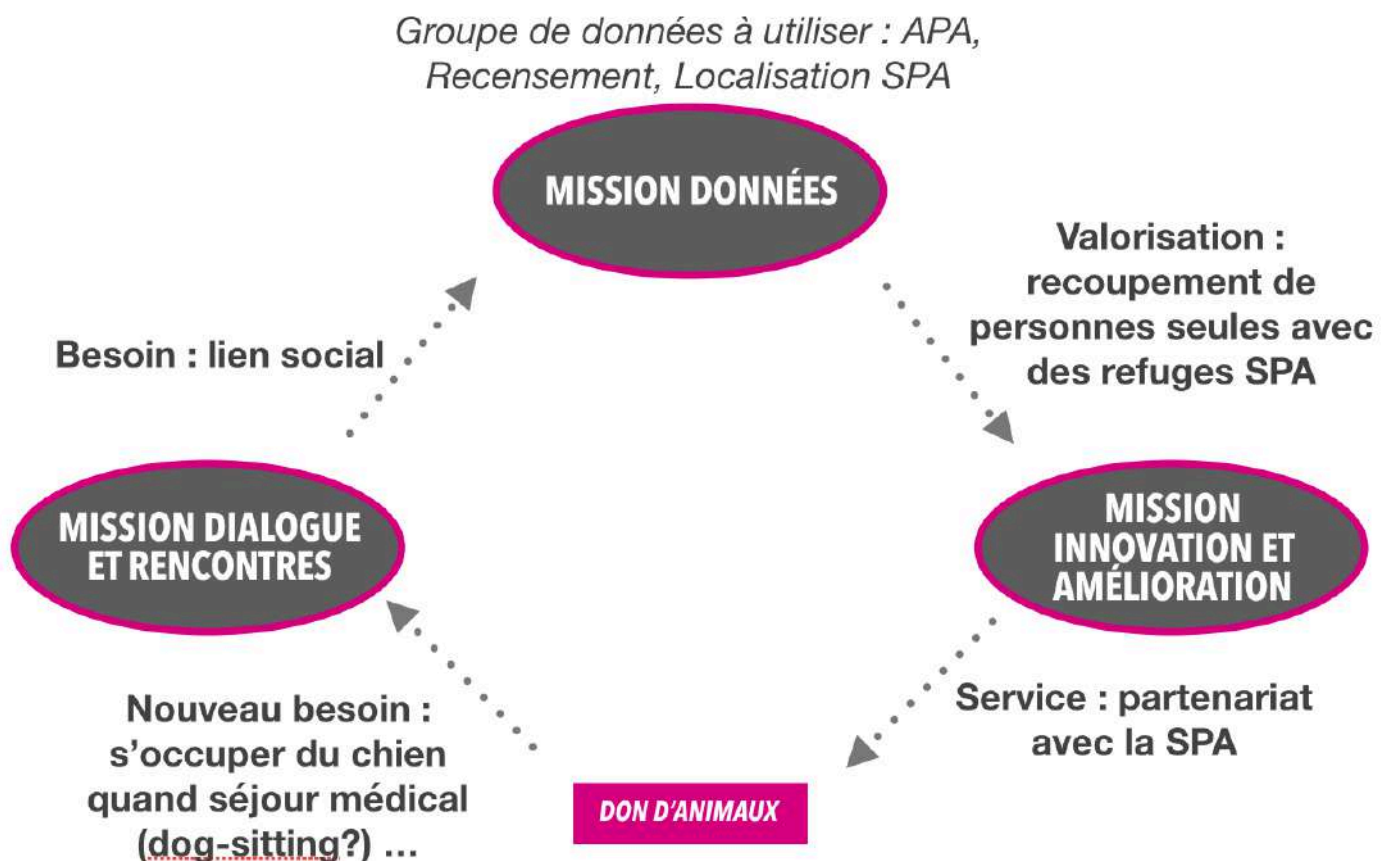 Groupe de données à utiliser : APA,
Recensement, Localisation SPA
MISSION DONNÉES
Valorisation :
recoupement de
personnes seules avec
des refuges SPA
Besoin : lien social
MISSION DIALOGUE
ET RENCONTRES
MISSION
INNOVATION ET
AMÉLIORATION
Service : partenariat
avec la SPA
Nouveau besoin :
s’occuper du chien
quand séjour médical
(dog-sitting?) ...
DON D’ANIMAUX